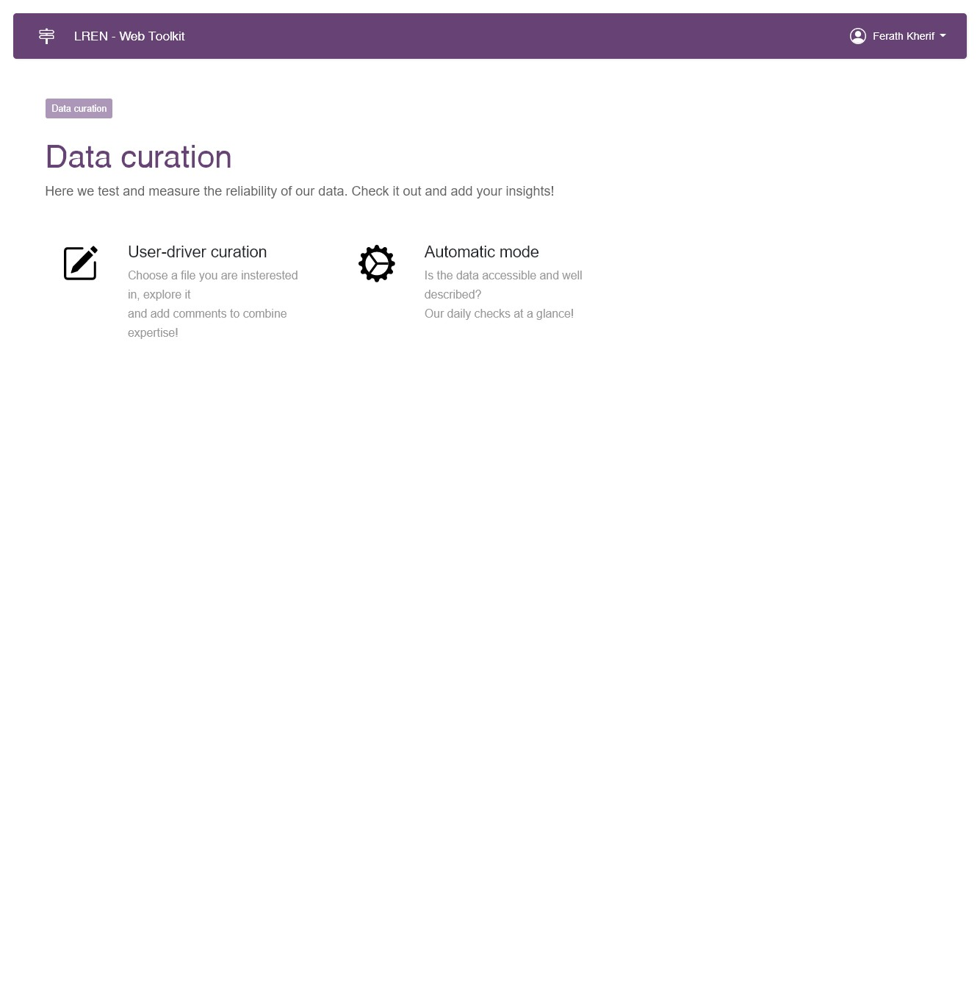 LREN - Web Toolkit
Ferath Kherif
Data curation
Data curation
Here we test and measure the reliability of our data. Check it out and add your insights!
User-driver curation
Choose a file you are insterested
in, explore it
and add comments to combine
expertise!
Automatic mode
Is the data accessible and well
described?
Our daily checks at a glance!